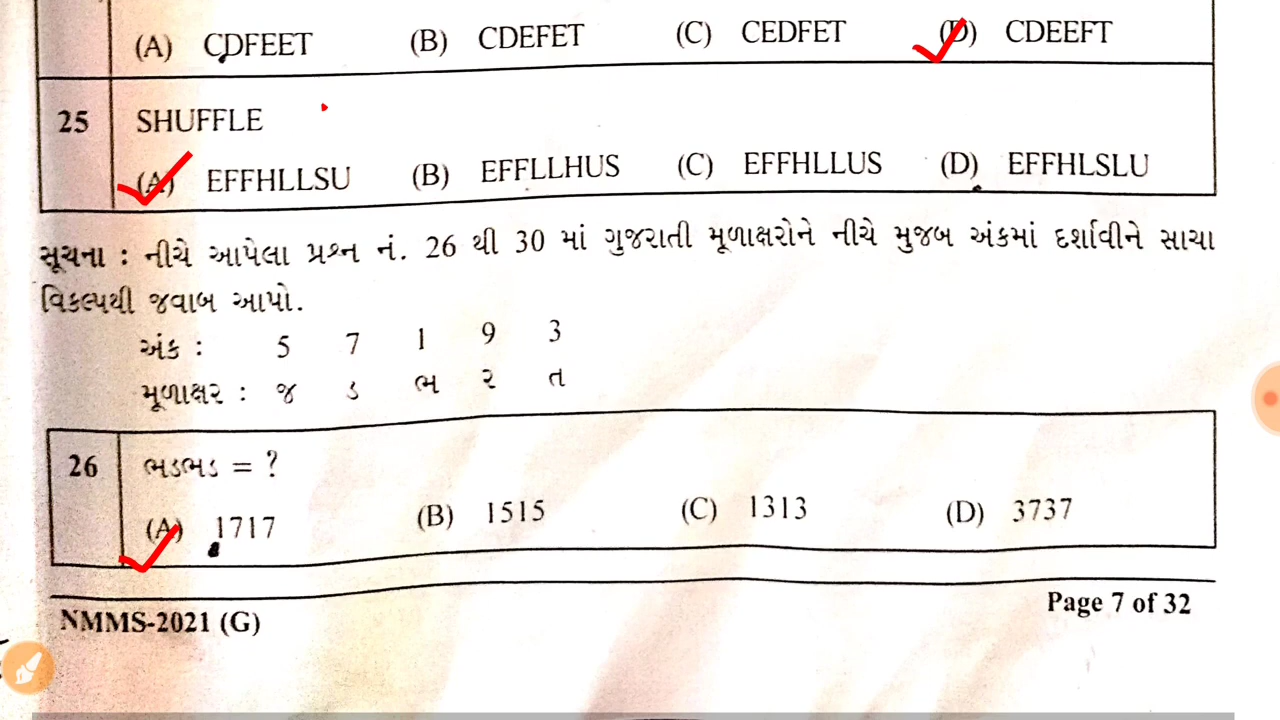 (A) CDFEET (B) CDEFET (C) CEDFET (D) CDEEFT
25 SHUFFLE
(A) EFFHLLSU (B) EFFLLHUS (C) EFFHLLUS (D) EFFHLSLU
સૂચના : નીચે આપેલા પ્રશ્ન નં. 26 થી 30 માં ગુજરાતી મૂળાક્ષરોને નીચે મુજબ અંકમાં દર્શાવીને સાચા
વિકલ્પથી જવાબ આપો.
અંક : 5 7 1 9 3
મૂળાક્ષર : જ ડ ભ ર ત
26 ભડભડ = ?
(A) 1717 (B) 1515 (C) 1313 (D) 3737
NMMS-2021 (G) Page 7 of 32